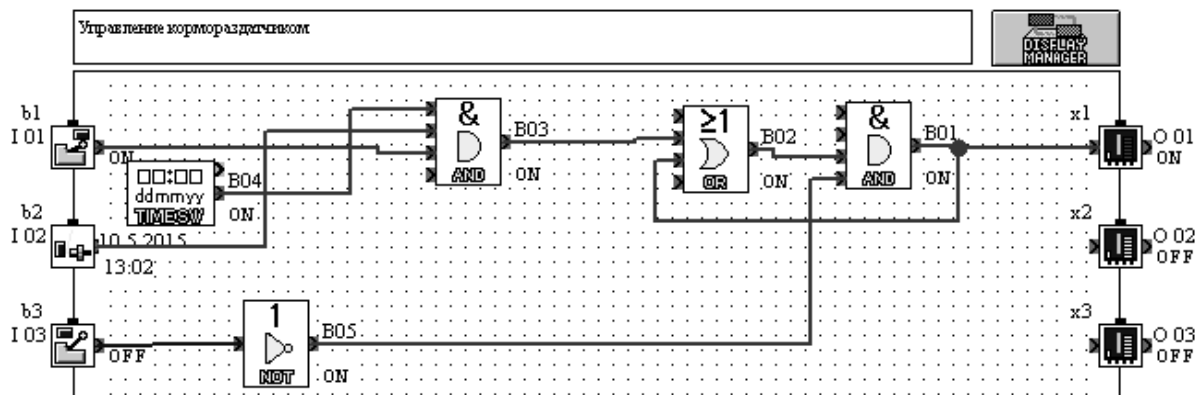 Управление кормораздатчиком
DISPLAY
MANAGER
b1
I 01
ON
00:00
ddmmyy
TIMESW
B04
ON
&
AND
B03
ON
≥1
OR
B02
ON
&
AND
B01
ON
x1
O 01
ON
b2
I 02
10.5.2015
13:02
x2
O 02
OFF
b3
I 03
OFF
1
NOT
B05
ON
x3
O 03
OFF